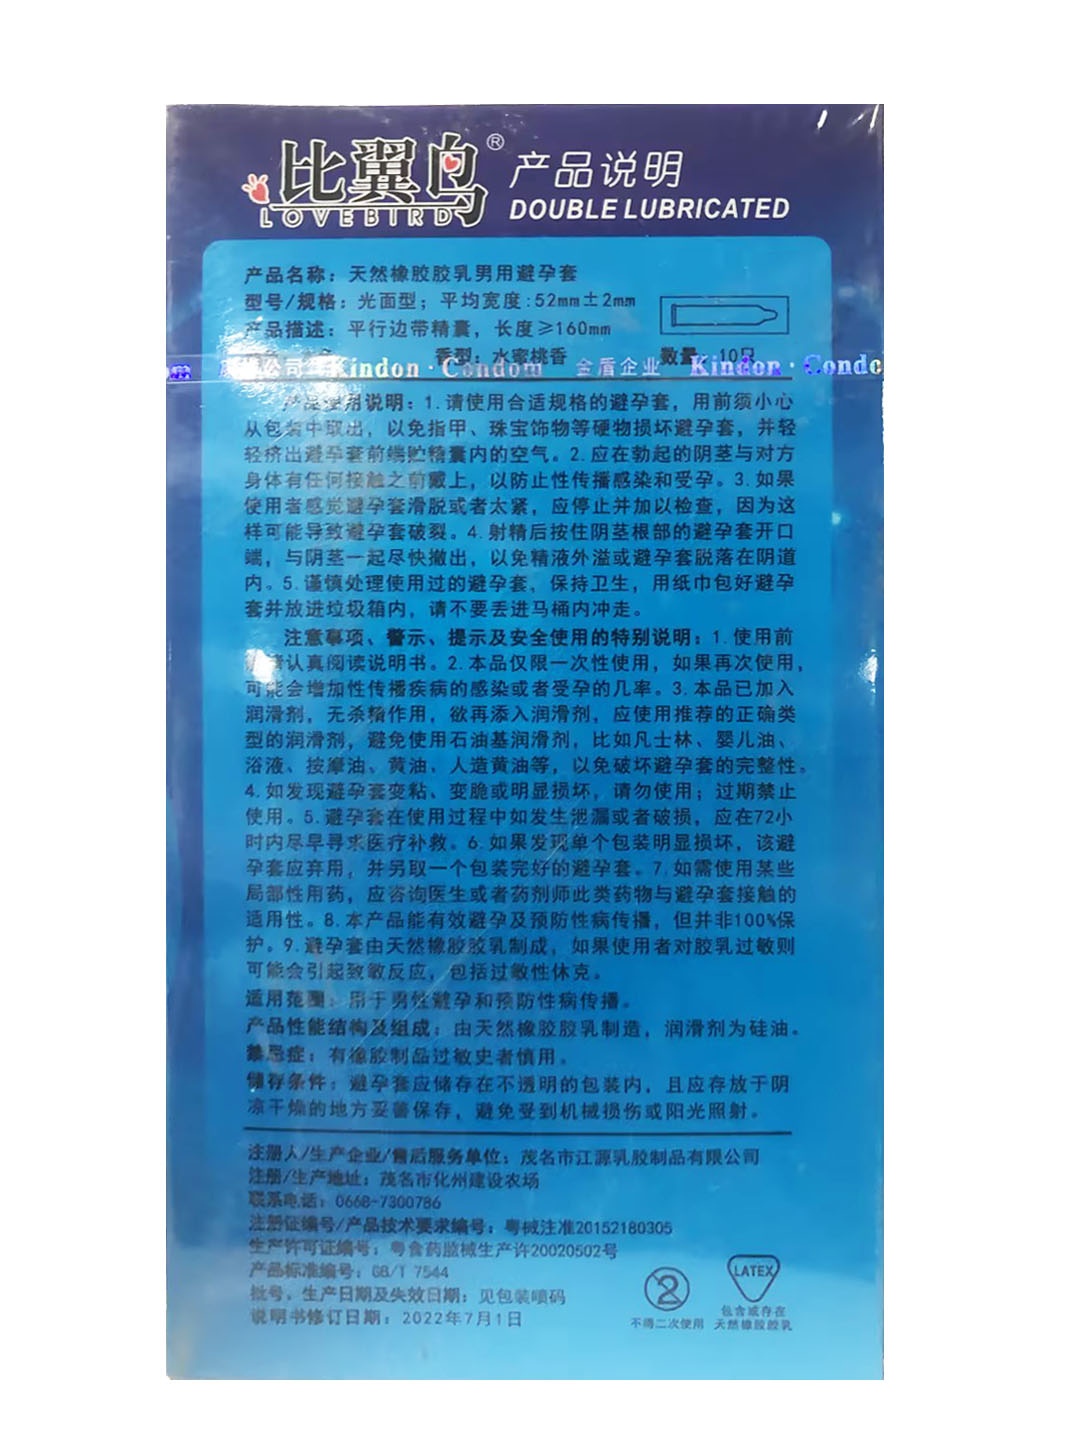 比翼鸟® 产品说明
LOVEBIRD DOUBLE LUBRICATED
产品名称：天然橡胶胶乳男用避孕套
型号/规格：光面型；平均宽度:52mm±2mm
产品描述：平行边带精囊，长度≥160mm
香型：水蜜桃香 数量：10只
公司 Kindon·Condom 金盾企业 Kindon·Condo
产品使用说明：1.请使用合适规格的避孕套，用前须小心
从包装中取出，以免指甲、珠宝饰物等硬物损坏避孕套，并轻
轻挤出避孕套前端贮精囊内的空气。2.应在勃起的阴茎与对方
身体有任何接触之前戴上，以防止性传播感染和受孕。3.如果
使用者感觉避孕套滑脱或者太紧，应停止并加以检查，因为这
样可能导致避孕套破裂。4.射精后按住阴茎根部的避孕套开口
端，与阴茎一起尽快撤出，以免精液外溢或避孕套脱落在阴道
内。5.谨慎处理使用过的避孕套，保持卫生，用纸巾包好避孕
套并放进垃圾箱内，请不要丢进马桶内冲走。
注意事项、警示、提示及安全使用的特别说明：1.使用前
请认真阅读说明书。2.本品仅限一次性使用，如果再次使用，
可能会增加性传播疾病的感染或者受孕的几率。3.本品已加入
润滑剂，无杀精作用，欲再添入润滑剂，应使用推荐的正确类
型的润滑剂，避免使用石油基润滑剂，比如凡士林、婴儿油、
浴液、按摩油、黄油、人造黄油等，以免破坏避孕套的完整性。
4.如发现避孕套变粘、变脆或明显损坏，请勿使用；过期禁止
使用。5.避孕套在使用过程中如发生泄漏或者破损，应在72小
时内尽早寻求医疗补救。6.如果发现单个包装明显损坏，该避
孕套应弃用，并另取一个包装完好的避孕套。7.如需使用某些
局部性用药，应咨询医生或者药剂师此类药物与避孕套接触的
适用性。8.本产品能有效避孕及预防性病传播，但并非100%保
护。9.避孕套由天然橡胶胶乳制成，如果使用者对胶乳过敏则
可能会引起致敏反应，包括过敏性休克。
适用范围：用于男性避孕和预防性病传播。
产品性能结构及组成：由天然橡胶胶乳制造，润滑剂为硅油。
禁忌症：有橡胶制品过敏史者慎用。
储存条件：避孕套应储存在不透明的包装内，且应存放于阴
凉干燥的地方妥善保存，避免受到机械损伤或阳光照射。
注册人/生产企业/售后服务单位：茂名市江源乳胶制品有限公司
注册/生产地址：茂名市化州建设农场
联系电话：0668-7300786
注册证编号/产品技术要求编号：粤械注准20152180305
生产许可证编号：粤食药监械生产许20020502号
产品标准编号：GB/T 7544
批号、生产日期及失效日期：见包装喷码
说明书修订日期：2022年7月1日
2 LATEX
不得二次使用 包含或存在
天然橡胶胶乳